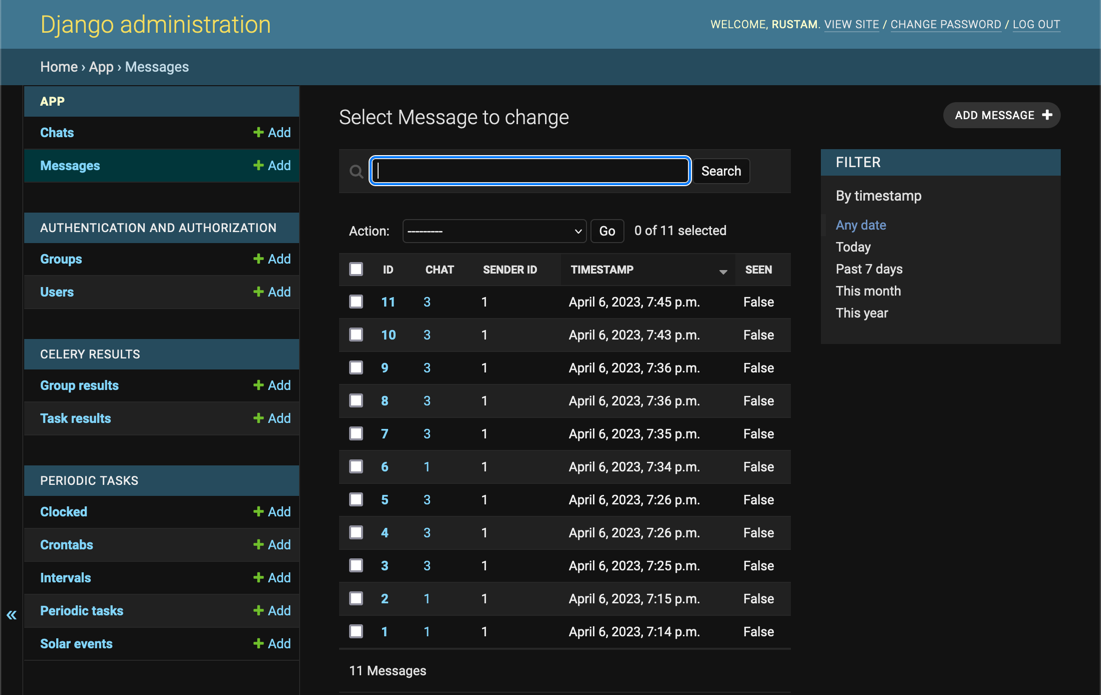 Django administration
WELCOME, RUSTAM. VIEW SITE / CHANGE PASSWORD / LOG OUT
Home › App › Messages
APP
Chats + Add
Messages + Add
AUTHENTICATION AND AUTHORIZATION
Groups + Add
Users + Add
CELERY RESULTS
Group results + Add
Task results + Add
PERIODIC TASKS
Clocked + Add
Crontabs + Add
Intervals + Add
Periodic tasks + Add
Solar events + Add
«
Select Message to change
ADD MESSAGE +
Search
Action: --------- Go 0 of 11 selected
ID CHAT SENDER ID TIMESTAMP SEEN
11 3 1 April 6, 2023, 7:45 p.m. False
10 3 1 April 6, 2023, 7:43 p.m. False
9 3 1 April 6, 2023, 7:36 p.m. False
8 3 1 April 6, 2023, 7:36 p.m. False
7 3 1 April 6, 2023, 7:35 p.m. False
6 1 1 April 6, 2023, 7:34 p.m. False
5 3 1 April 6, 2023, 7:26 p.m. False
4 3 1 April 6, 2023, 7:26 p.m. False
3 3 1 April 6, 2023, 7:25 p.m. False
2 1 1 April 6, 2023, 7:15 p.m. False
1 1 1 April 6, 2023, 7:14 p.m. False
11 Messages
FILTER
By timestamp
Any date
Today
Past 7 days
This month
This year